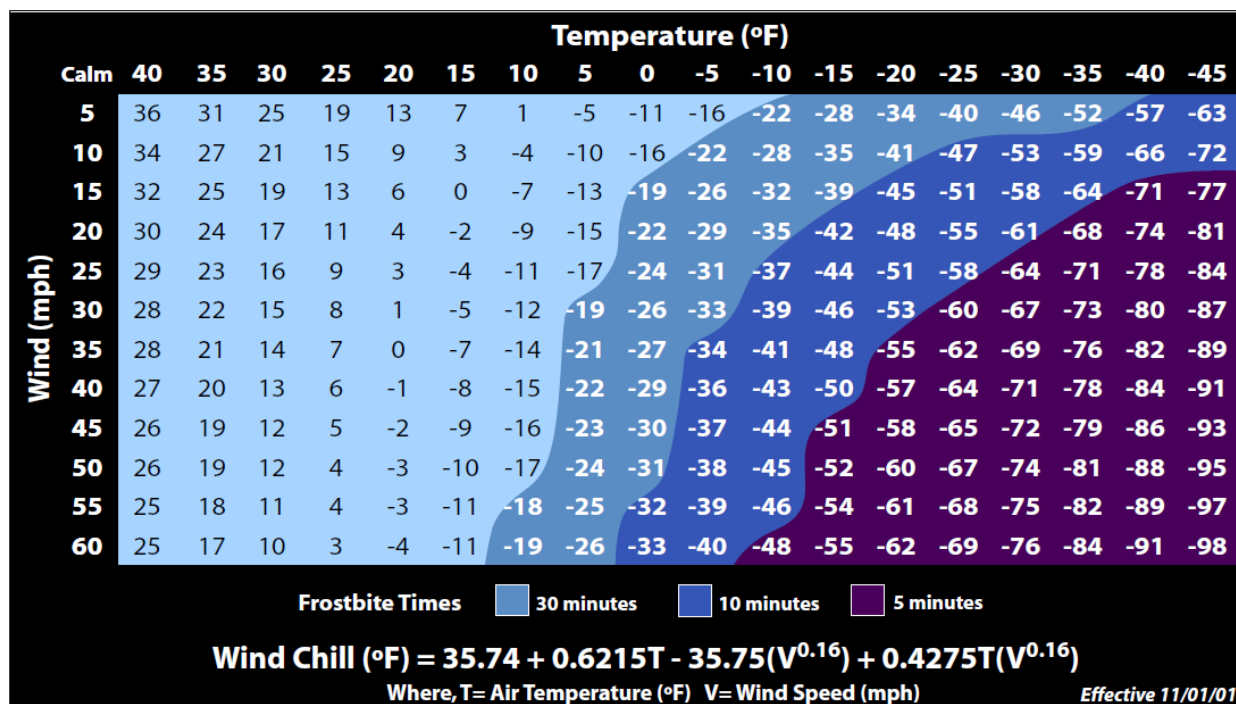 Temperature (ºF)
Calm 40 35 30 25 20 15 10 5 0 -5 -10 -15 -20 -25 -30 -35 -40 -45
Wind (mph)
5 36 31 25 19 13 7 1 -5 -11 -16 -22 -28 -34 -40 -46 -52 -57 -63
10 34 27 21 15 9 3 -4 -10 -16 -22 -28 -35 -41 -47 -53 -59 -66 -72
15 32 25 19 13 6 0 -7 -13 -19 -26 -32 -39 -45 -51 -58 -64 -71 -77
20 30 24 17 11 4 -2 -9 -15 -22 -29 -35 -42 -48 -55 -61 -68 -74 -81
25 29 23 16 9 3 -4 -11 -17 -24 -31 -37 -44 -51 -58 -64 -71 -78 -84
30 28 22 15 8 1 -5 -12 -19 -26 -33 -39 -46 -53 -60 -67 -73 -80 -87
35 28 21 14 7 0 -7 -14 -21 -27 -34 -41 -48 -55 -62 -69 -76 -82 -89
40 27 20 13 6 -1 -8 -15 -22 -29 -36 -43 -50 -57 -64 -71 -78 -84 -91
45 26 19 12 5 -2 -9 -16 -23 -30 -37 -44 -51 -58 -65 -72 -79 -86 -93
50 26 19 12 4 -3 -10 -17 -24 -31 -38 -45 -52 -60 -67 -74 -81 -88 -95
55 25 18 11 4 -3 -11 -18 -25 -32 -39 -46 -54 -61 -68 -75 -82 -89 -97
60 25 17 10 3 -4 -11 -19 -26 -33 -40 -48 -55 -62 -69 -76 -84 -91 -98
Frostbite Times 30 minutes 10 minutes 5 minutes
Wind Chill (ºF) = 35.74 + 0.6215T - 35.75(V^0.16) + 0.4275T(V^0.16)
Where, T= Air Temperature (ºF) V= Wind Speed (mph) Effective 11/01/01